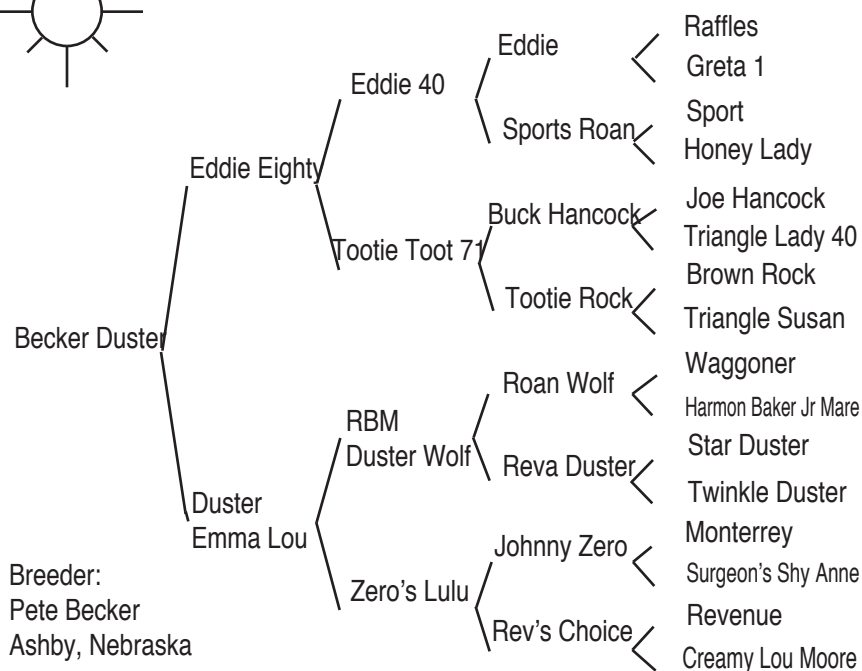 Raffles
Eddie
Greta 1
Eddie 40
Sport
Sports Roan
Honey Lady
Eddie Eighty
Joe Hancock
Buck Hancock
Triangle Lady 40
Tootie Toot 71
Brown Rock
Tootie Rock
Triangle Susan
Becker Duster
Waggoner
Roan Wolf
Harmon Baker Jr Mare
RBM
Duster Wolf
Star Duster
Reva Duster
Twinkle Duster
Duster
Emma Lou
Monterrey
Johnny Zero
Surgeon's Shy Anne
Zero's Lulu
Revenue
Rev's Choice
Creamy Lou Moore
Breeder:
Pete Becker
Ashby, Nebraska